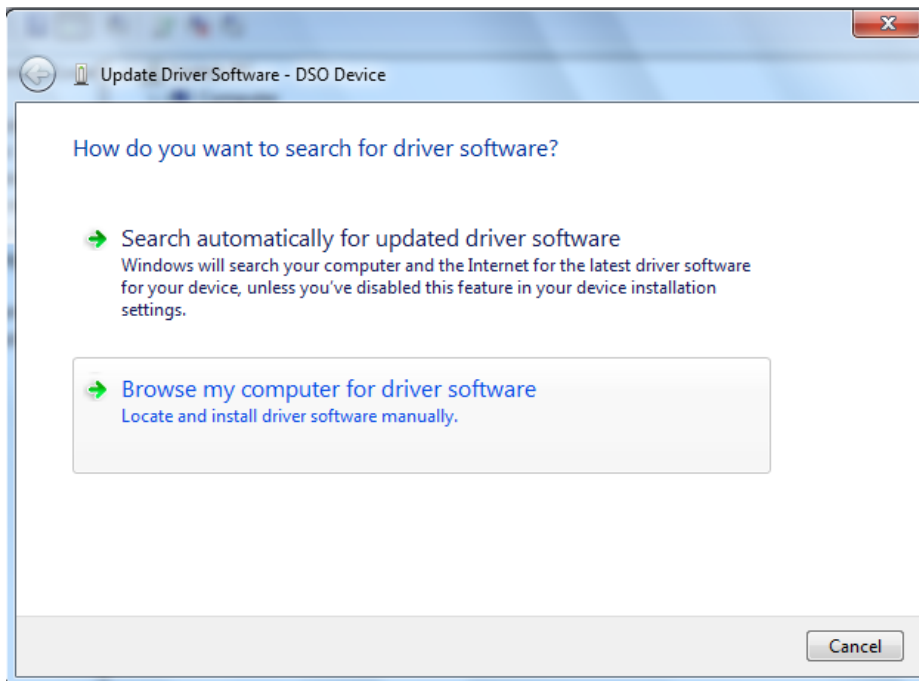 Update Driver Software - DSO Device
How do you want to search for driver software?
Search automatically for updated driver software
Windows will search your computer and the Internet for the latest driver software
for your device, unless you've disabled this feature in your device installation
settings.
Browse my computer for driver software
Locate and install driver software manually.
Cancel